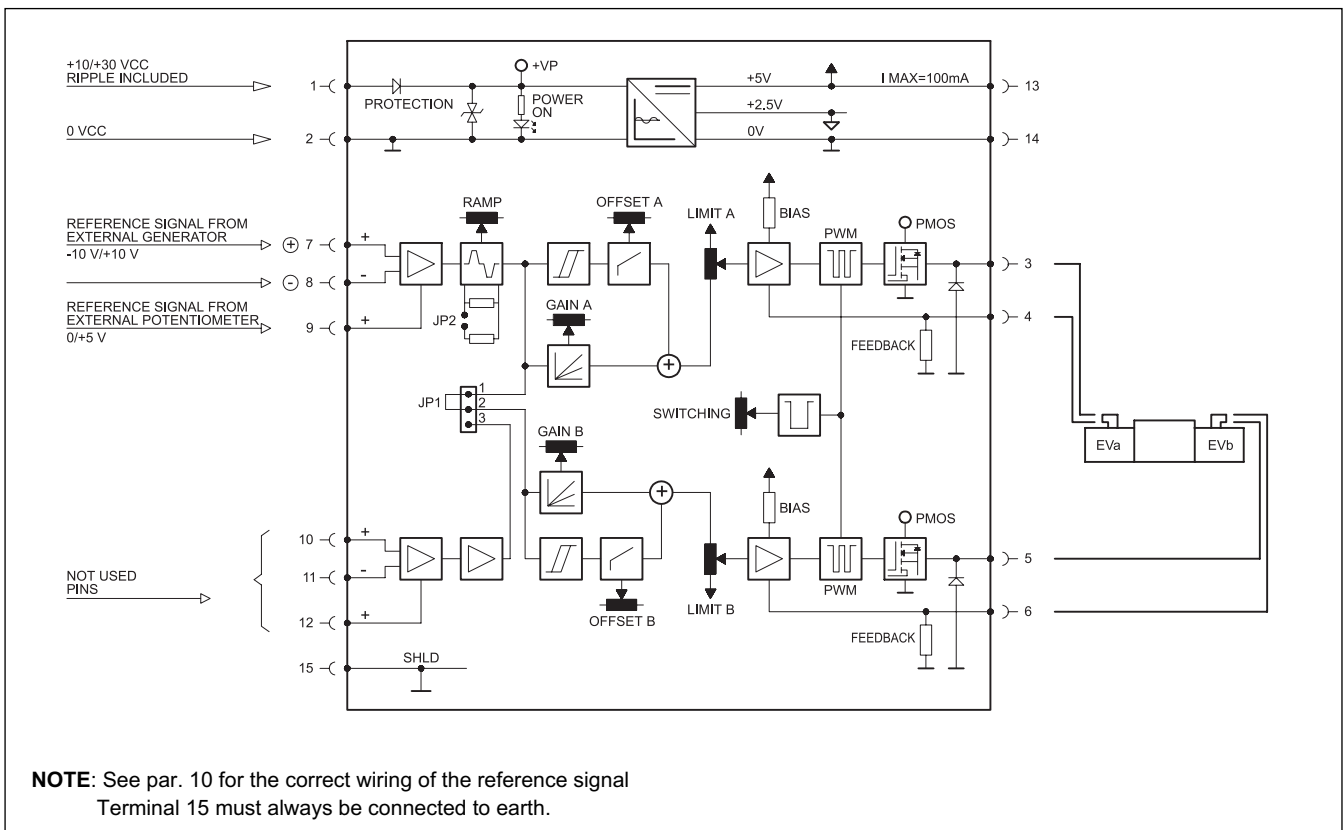 +10/+30 VCC
RIPPLE INCLUDED
1
PROTECTION
+VP
POWER
ON
+5V
I MAX=100mA
13
+2.5V
0 VCC
2
0V
14
RAMP
OFFSET A
LIMIT A
BIAS
PWM
PMOS
REFERENCE SIGNAL FROM
EXTERNAL GENERATOR
-10 V/+10 V
+ 7 +
- 8 -
3
REFERENCE SIGNAL FROM
EXTERNAL POTENTIOMETER
0/+5 V
9 +
JP2
GAIN A
+
FEEDBACK
4
JP1
1
2
3
SWITCHING
EVa
EVb
GAIN B
+
BIAS
PMOS
10 +
11 -
12 +
NOT USED
PINS
OFFSET B
LIMIT B
PWM
5
FEEDBACK
6
15
SHLD
NOTE: See par. 10 for the correct wiring of the reference signal
Terminal 15 must always be connected to earth.